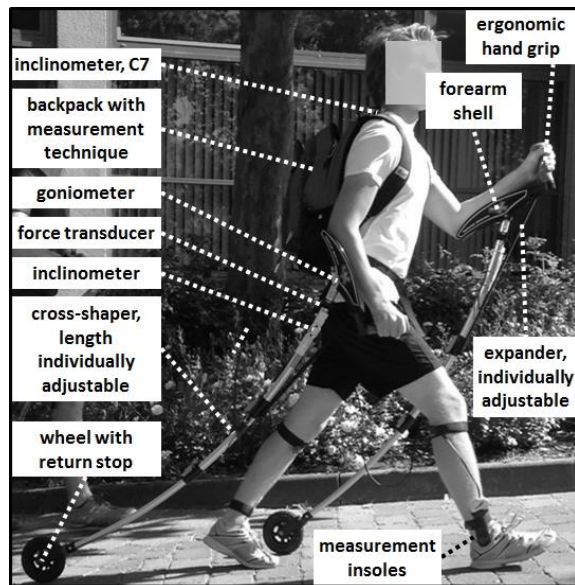 ergonomic
hand grip
inclinometer, C7
forearm
shell
backpack with
measurement
technique
goniometer
force transducer
inclinometer
cross-shaper,
length
individually
adjustable
expander,
individually
adjustable
wheel with
return stop
measurement
insoles